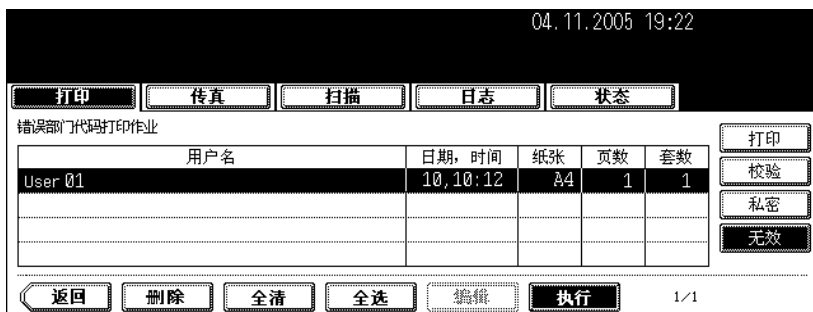 04.11.2005 19:22
打印 传真 扫描 日志 状态
错误部门代码打印作业
用户名 日期, 时间 纸张 页数 套数
User 01 10,10:12 A4 1 1
打印
校验
私密
无效
返回 删除 全清 全选 编辑 执行 1/1